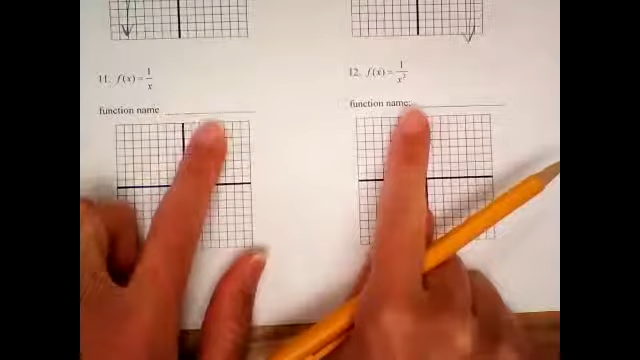 11. f(x) = 1/x
function name
12. f(x) = 1/x²
function name: